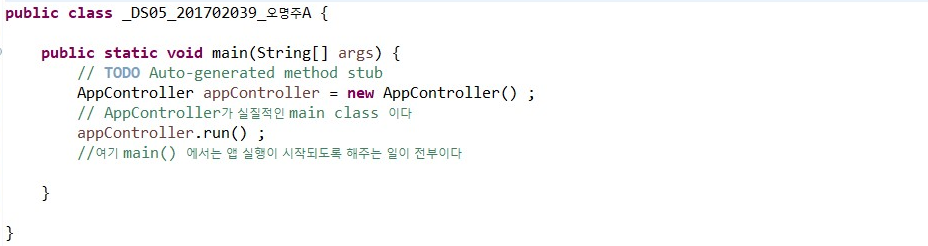 public class _DS05_201702039_오명주A {
public static void main(String[] args) {
// TODO Auto-generated method stub
AppController appController = new AppController() ;
// AppController가 실질적인 main class 이다
appController.run() ;
//여기 main() 에서는 앱 실행이 시작되도록 해주는 일이 전부이다
}
}